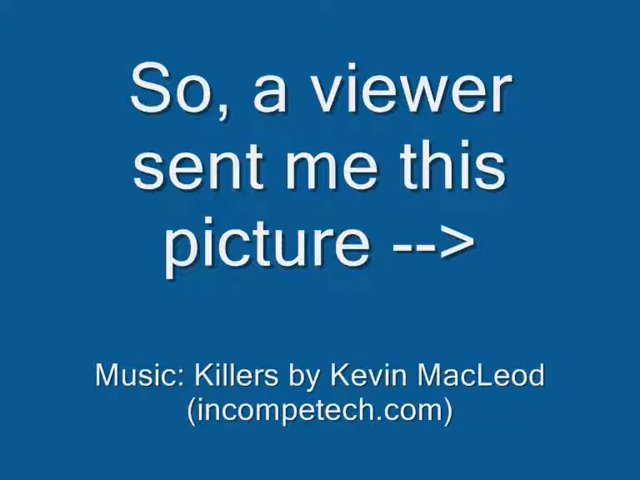 So, a viewer
sent me this
picture -->
Music: Killers by Kevin MacLeod
(incompetech.com)